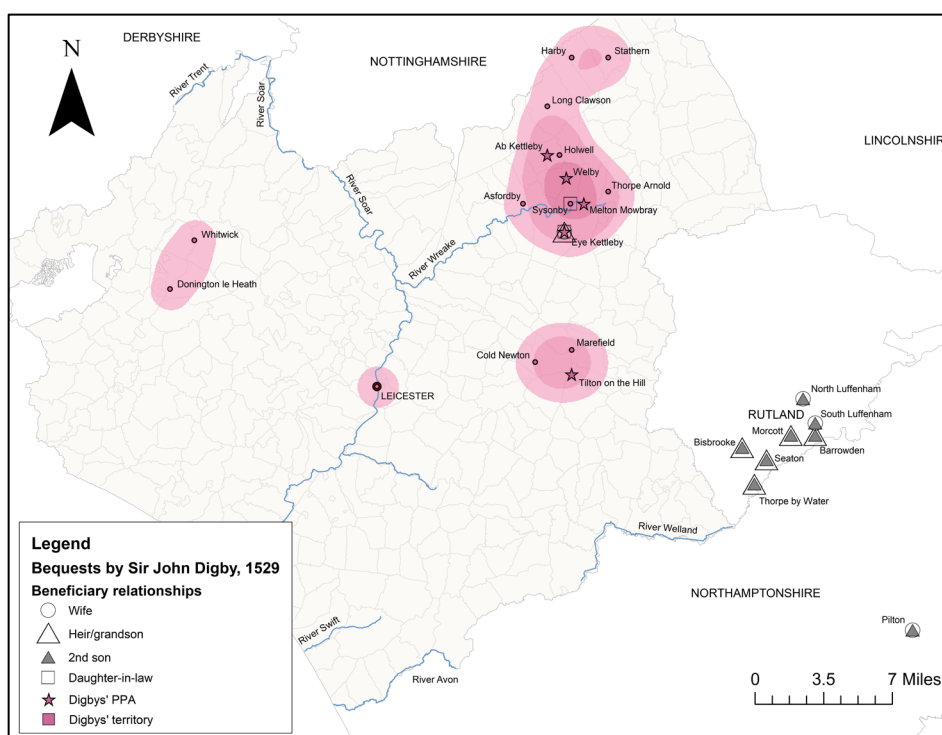 DERBYSHIRE
N
NOTTINGHAMSHIRE
River Trent
River Soar
Harby
Stathern
Long Clawson
LINCOLNSHIR
Ab Kettleby
Holwell
Welby
Thorpe Arnold
Asfordby
Sysonby
Melton Mowbray
River Soar
Eye Kettleby
River Wreake
Whitwick
Donington le Heath
Marefield
Cold Newton
Tilton on the Hill
LEICESTER
North Luffenham
RUTLAND
South Luffenham
Morcott
Bisbrooke
Barrowden
Seaton
Thorpe by Water
River Welland
NORTHAMPTONSHIRE
Pilton
River Swift
River Avon
Legend
Bequests by Sir John Digby, 1529
Beneficiary relationships
Wife
Heir/grandson
2nd son
Daughter-in-law
Digbys' PPA
Digbys' territory
0 3.5 7 Miles